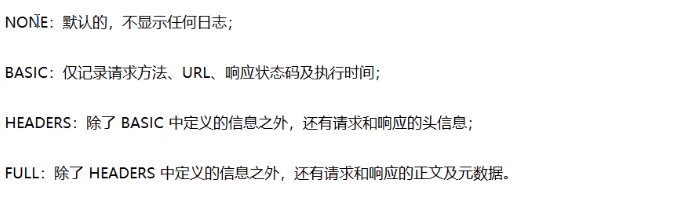 NONE：默认的，不显示任何日志；
BASIC：仅记录请求方法、URL、响应状态码及执行时间；
HEADERS：除了 BASIC 中定义的信息之外，还有请求和响应的头信息；
FULL：除了 HEADERS 中定义的信息之外，还有请求和响应的正文及元数据。